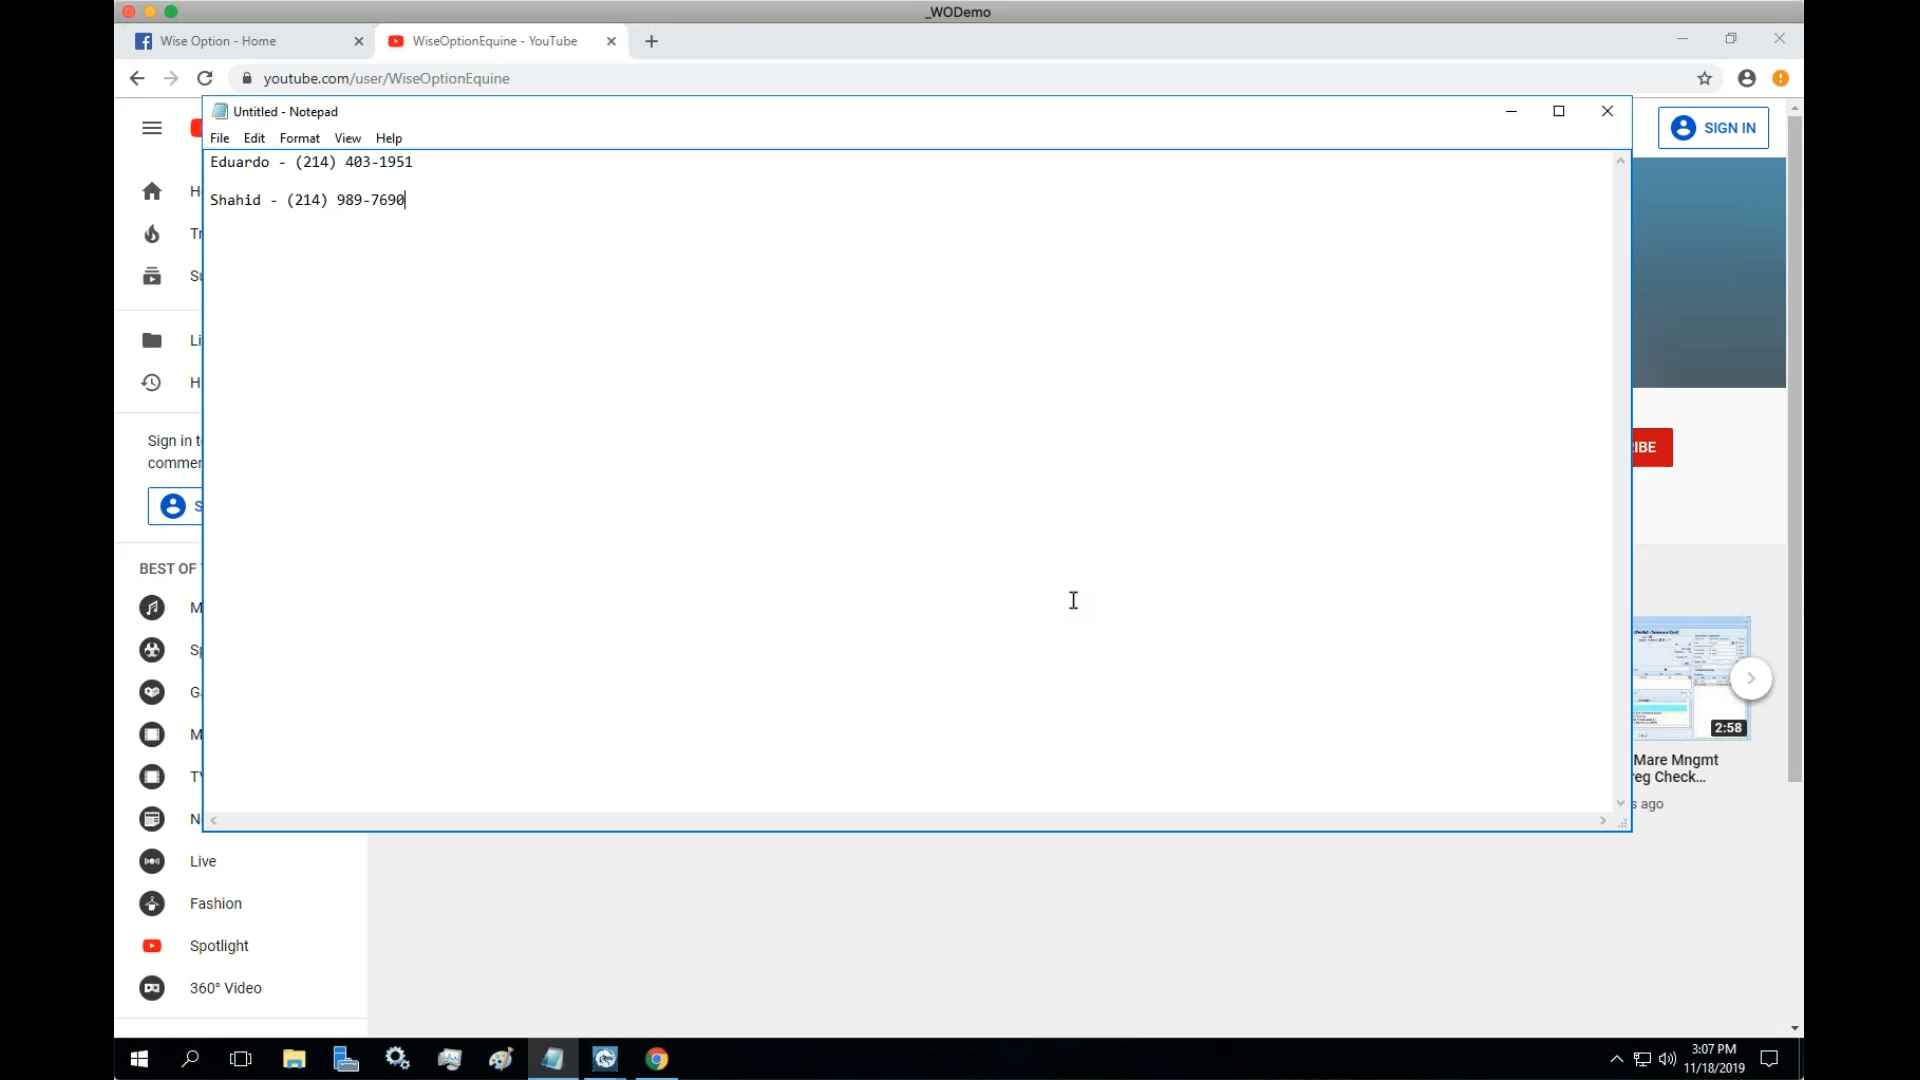 _WODemo
Wise Option - Home
WiseOptionEquine - YouTube
youtube.com/user/WiseOptionEquine
Untitled - Notepad
File Edit Format View Help
SIGN IN
Eduardo - (214) 403-1951
Shahid - (214) 989-7690
Sign in
BEST OF
IBE
2:58
Mare Mngmt
reg Check...
s ago
Live
Fashion
Spotlight
360° Video
3:07 PM
11/18/2019